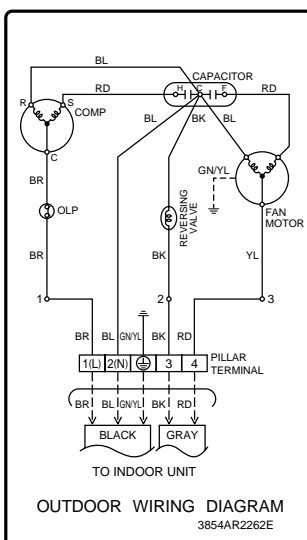 BL
CAPACITOR
R S RD H C F RD
COMP
BL BK BL
C
GN/YL
BR
OLP
REVERSING VALVE
FAN MOTOR
BR BK YL
1 2 3
BR BL GN/YL BK RD
1(L) 2(N) 3 4 PILLAR TERMINAL
BR BL GN/YL BK RD
BLACK GRAY
TO INDOOR UNIT
OUTDOOR WIRING DIAGRAM
3854AR2262E